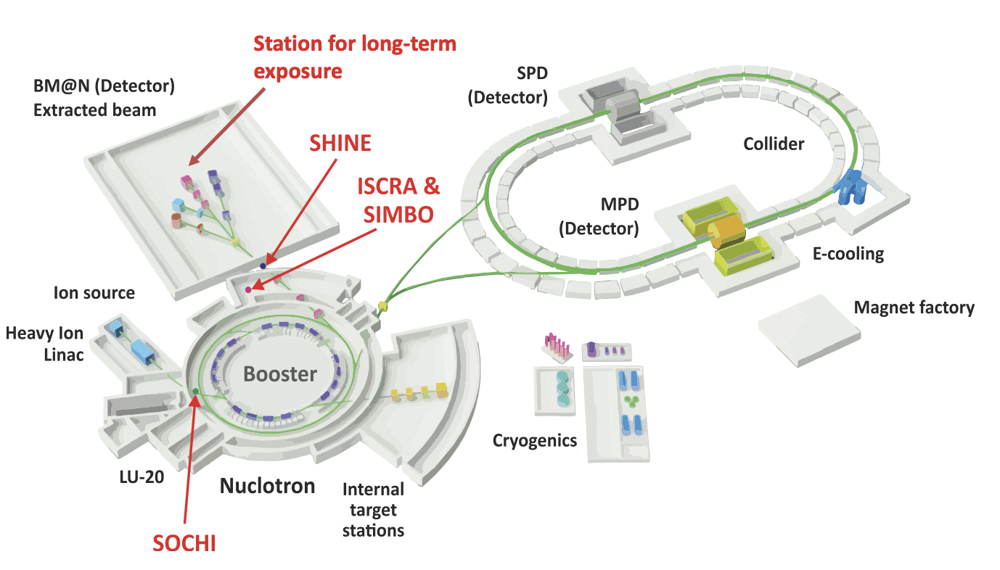 Station for long-term
exposure
BM@N (Detector)
Extracted beam
SPD
(Detector)
SHINE
Collider
ISCRA &
SIMBO
MPD
(Detector)
E-cooling
Ion source
Magnet factory
Heavy Ion
Linac
Booster
Cryogenics
LU-20
Nuclotron
Internal
target
stations
SOCHI